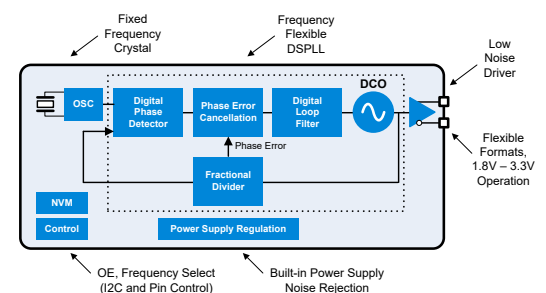 Fixed
Frequency
Crystal
Frequency
Flexible
DSPLL
Low
Noise
Driver
DCO
OSC
Digital
Phase
Detector
Phase Error
Cancellation
Digital
Loop
Filter
Phase Error
Fractional
Divider
Flexible
Formats,
1.8V – 3.3V
Operation
NVM
Control
Power Supply Regulation
OE, Frequency Select
(I2C and Pin Control)
Built-in Power Supply
Noise Rejection